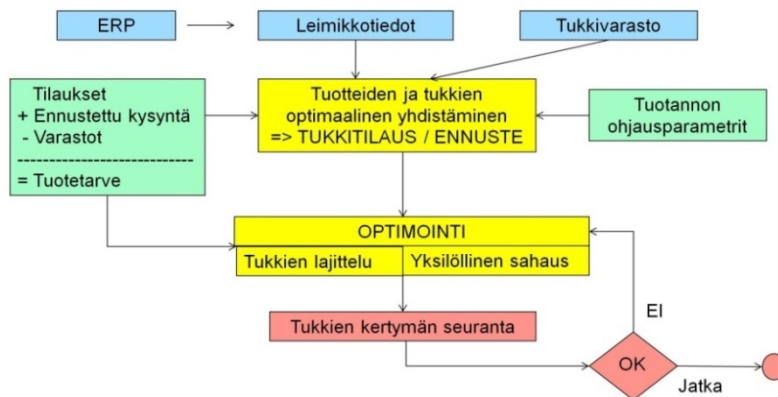 ERP
Leimikkotiedot
Tukkivarasto
Tilaukset
+ Ennustettu kysyntä
- Varastot
----------------------------
= Tuotetarve
Tuotteiden ja tukkien
optimaalinen yhdistäminen
=> TUKKITILAUS / ENNUSTE
Tuotannon
ohjausparametrit
OPTIMOINTI
Tukkien lajittelu
Yksilöllinen sahaus
Tukkien kertymän seuranta
EI
OK
Jatka